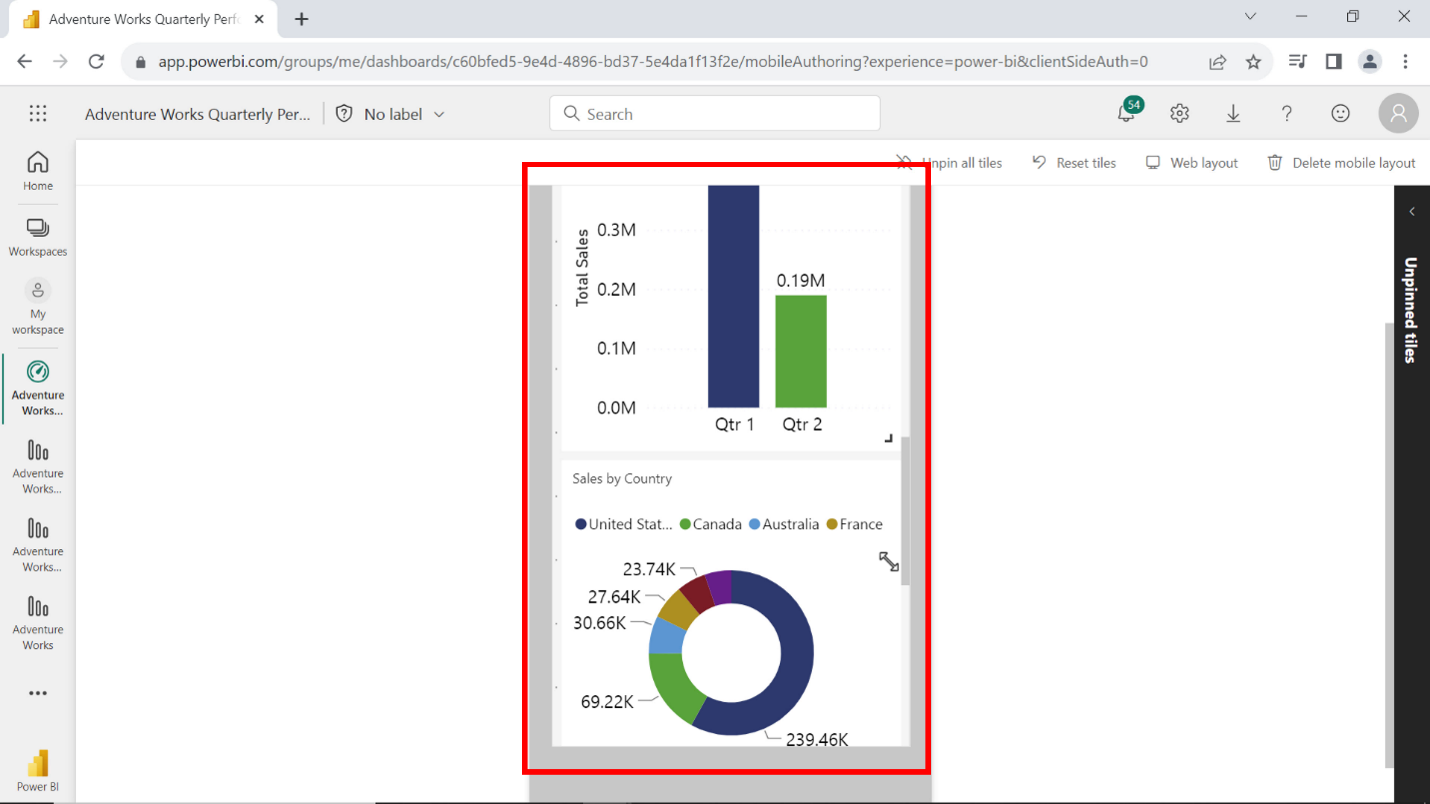 Adventure Works Quarterly Perfo
app.powerbi.com/groups/me/dashboards/c60bfed5-9e4d-4896-bd37-5e4da1f13f2e/mobileAuthoring?experience=power-bi&clientSideAuth=0
Adventure Works Quarterly Per... No label Search 54
Unpin all tiles Reset tiles Web layout Delete mobile layout
Home
Workspaces
My
workspace
Adventure
Works...
Adventure
Works...
Adventure
Works...
Adventure
Works
Power BI
Total Sales
0.3M
0.2M
0.1M
0.0M
0.19M
Qtr 1 Qtr 2
Sales by Country
United Stat... Canada Australia France
23.74K
27.64K
30.66K
69.22K
239.46K
Unpinned tiles